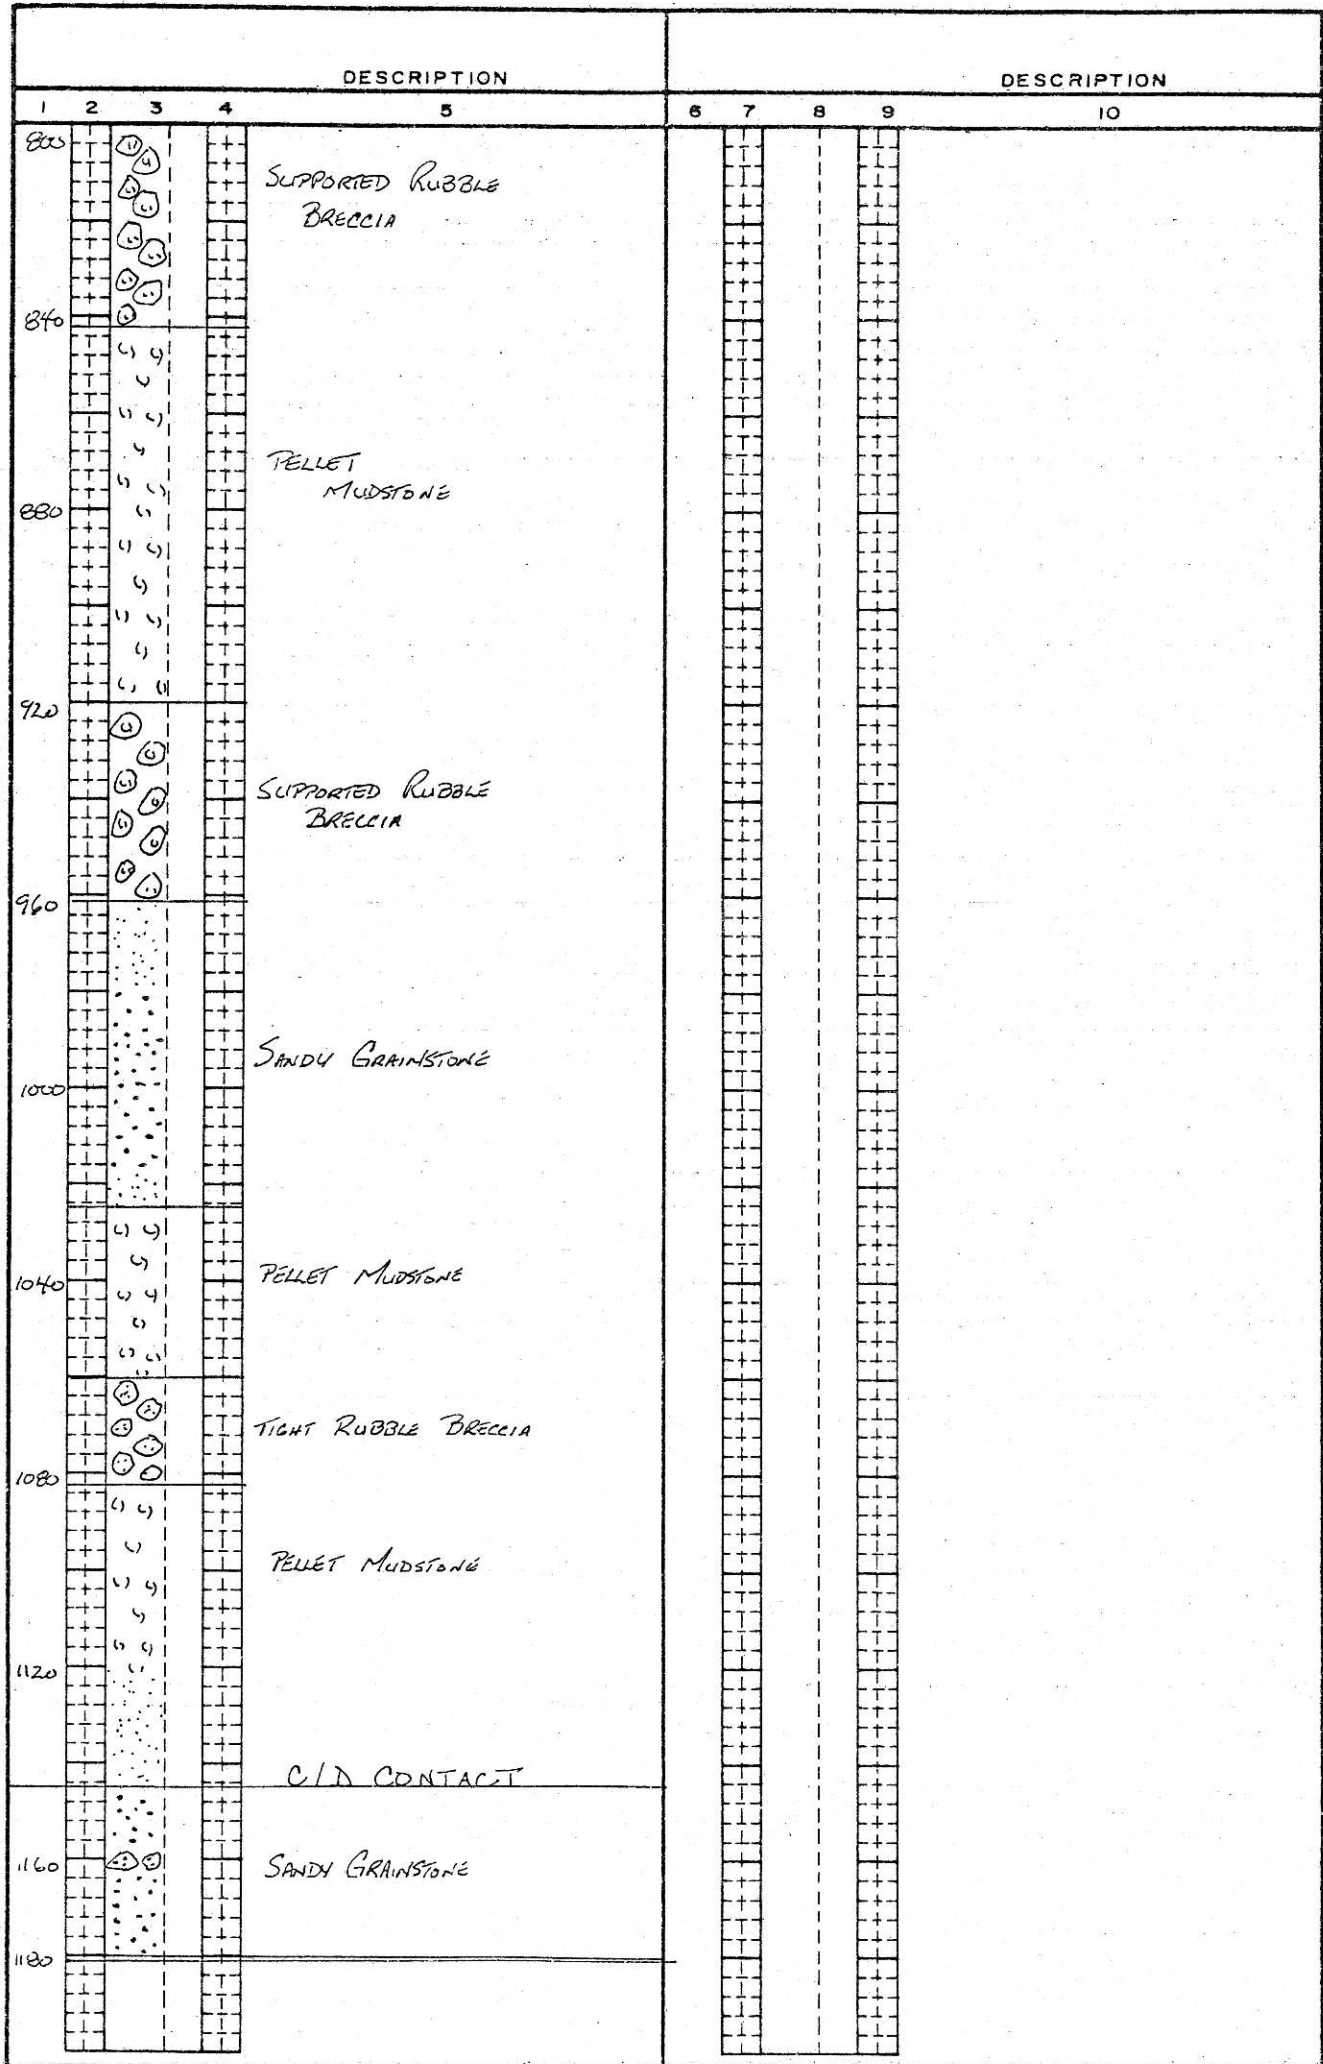 DESCRIPTION DESCRIPTION
1 2 3 4 5 6 7 8 9 10
800
SUPPORTED RUBBLE
BRECCIA
840
PELLET
MUDSTONE
880
920
SUPPORTED RUBBLE
BRECCIA
960
SANDY GRAINSTONE
1000
PELLET MUDSTONE
1040
TIGHT RUBBLE BRECCIA
1080
PELLET MUDSTONE
1120
C/D CONTACT
1160 SANDY GRAINSTONE
1180